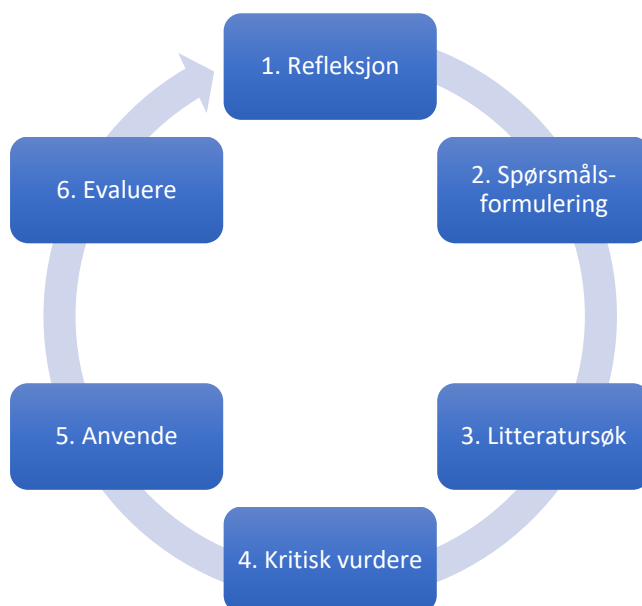 1. Refleksjon
2. Spørsmåls-
formulering
3. Litteratursøk
4. Kritisk vurdere
5. Anvende
6. Evaluere